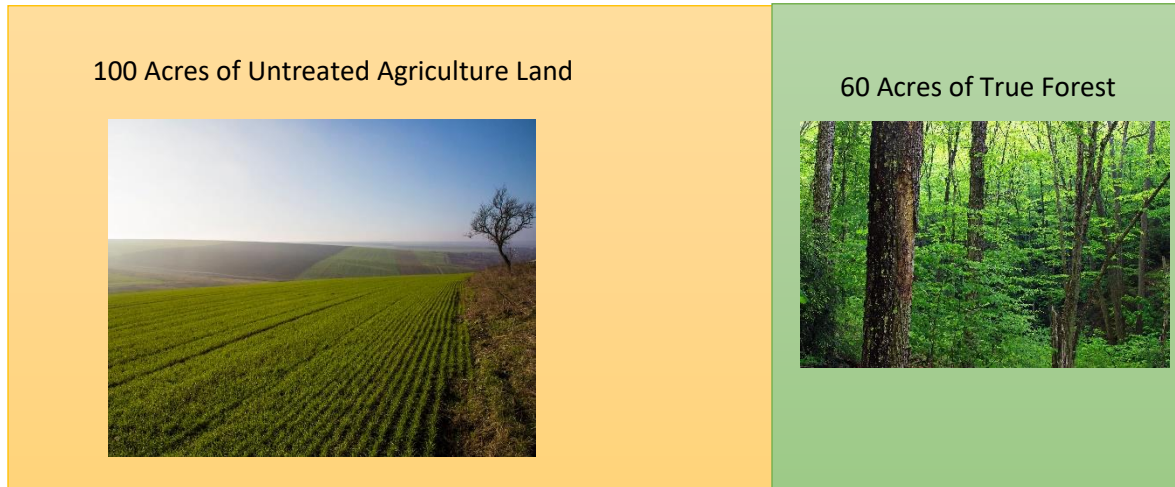 100 Acres of Untreated Agriculture Land
60 Acres of True Forest